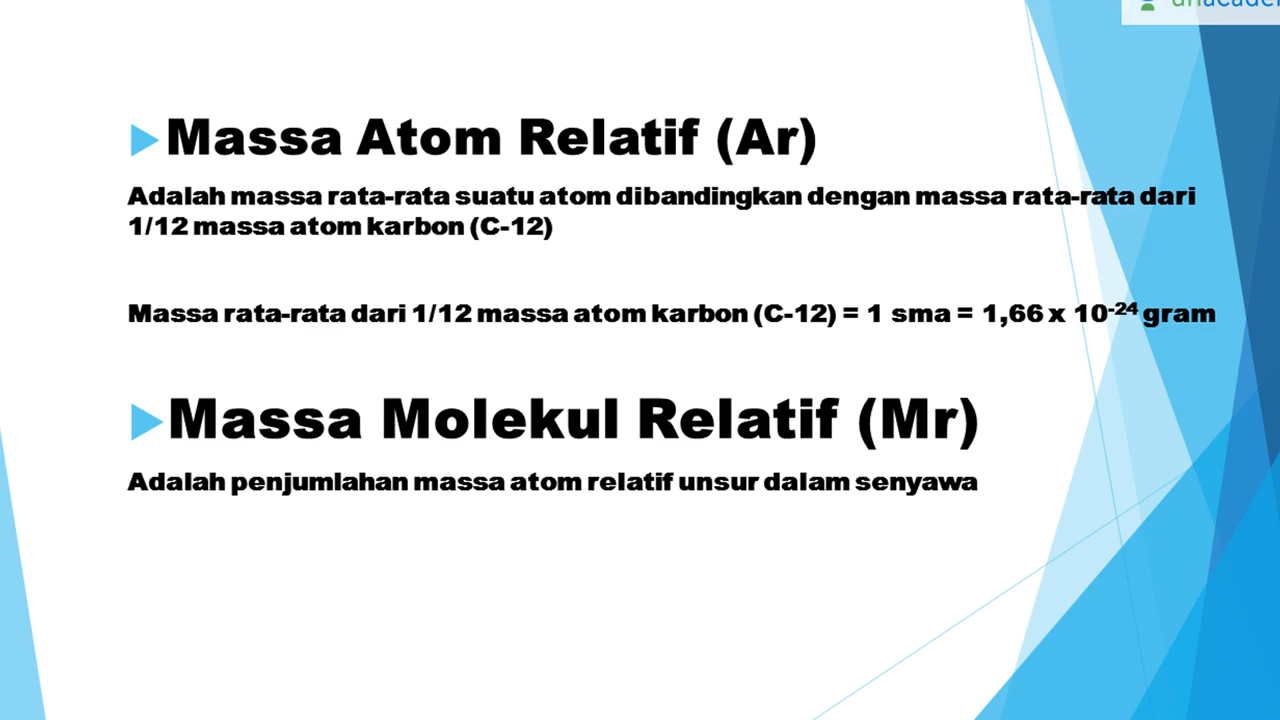 Massa Atom Relatif (Ar)
Adalah massa rata-rata suatu atom dibandingkan dengan massa rata-rata dari
1/12 massa atom karbon (C-12)
Massa rata-rata dari 1/12 massa atom karbon (C-12) = 1 sma = 1,66 x 10⁻²⁴ gram
Massa Molekul Relatif (Mr)
Adalah penjumlahan massa atom relatif unsur dalam senyawa